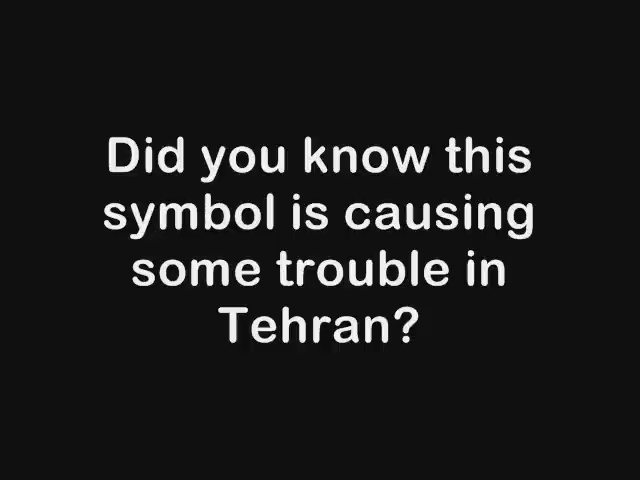 Did you know this
symbol is causing
some trouble in
Tehran?